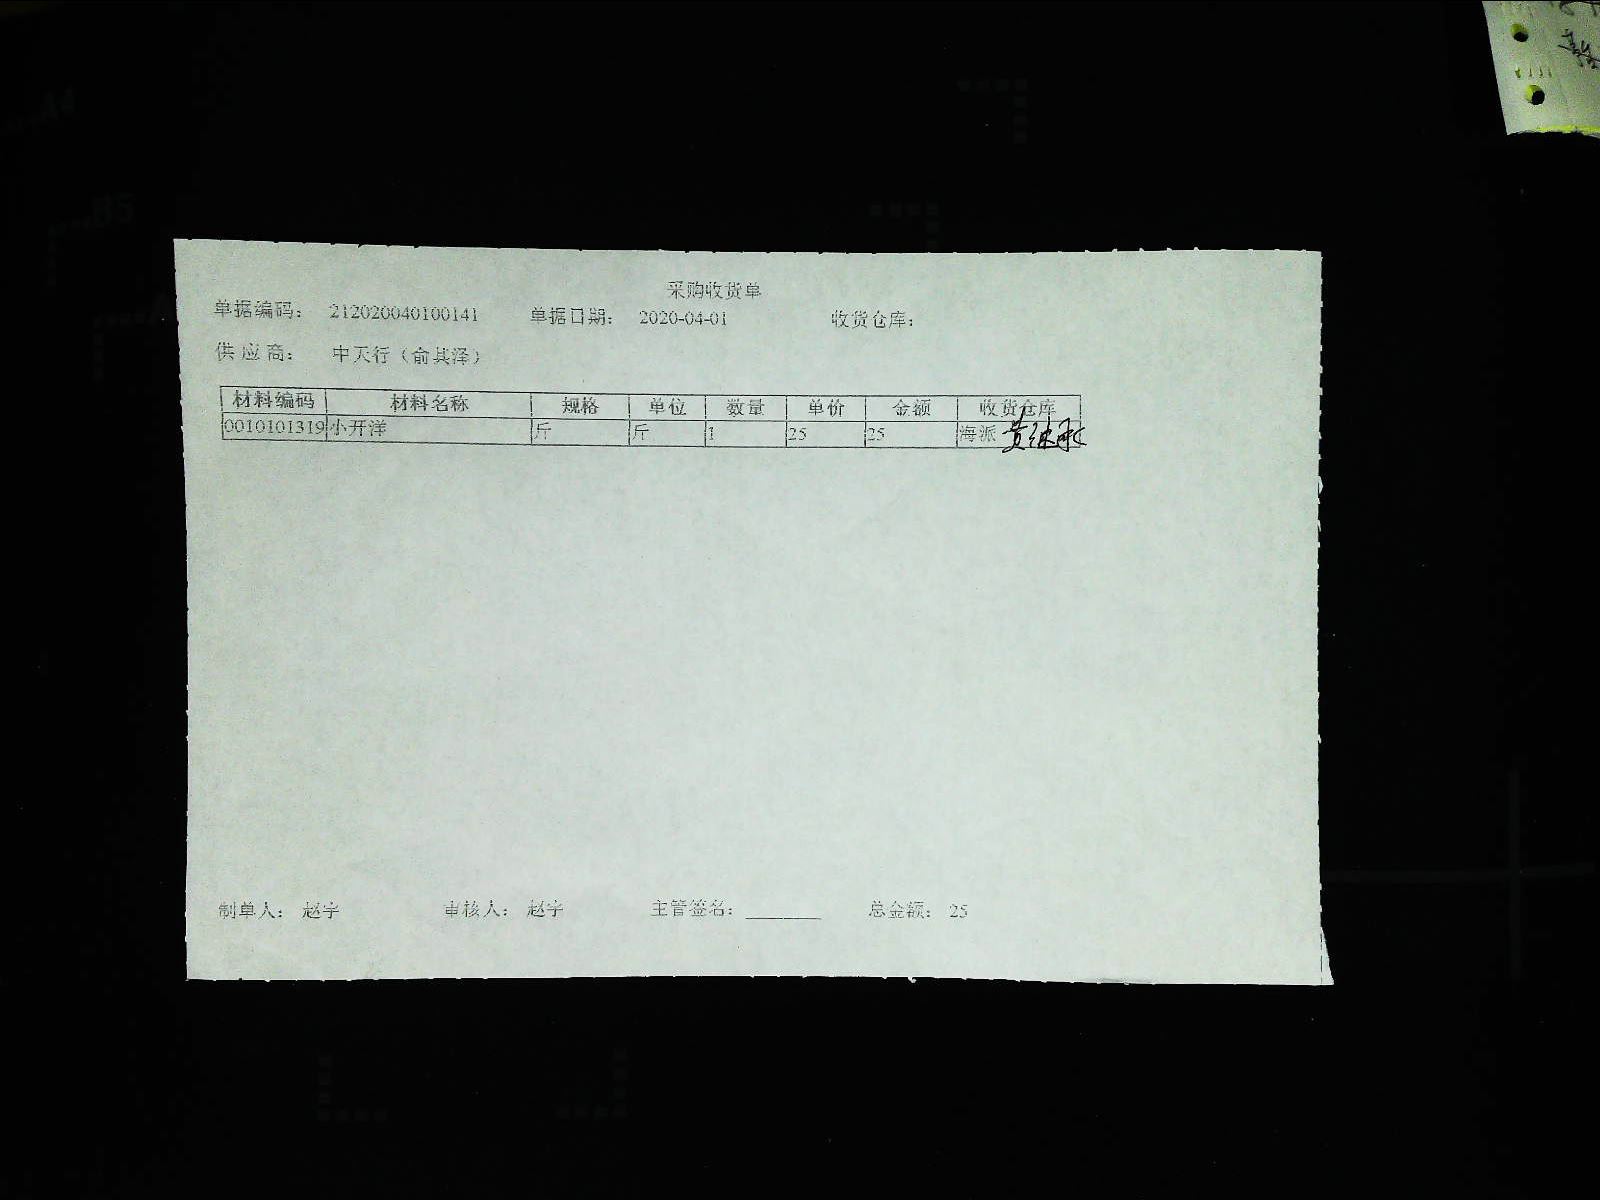 采购收货单
单据编码： 212020040100141 单据日期： 2020-04-01 收货仓库：
供 应 商： 中天行（俞其泽）
材料编码 材料名称 规格 单位 数量 单价 金额 收货仓库
0010101319 小开洋 斤 斤 1 25 25 海派
制单人： 赵宇 审核人： 赵宇 主管签名： 总金额： 25